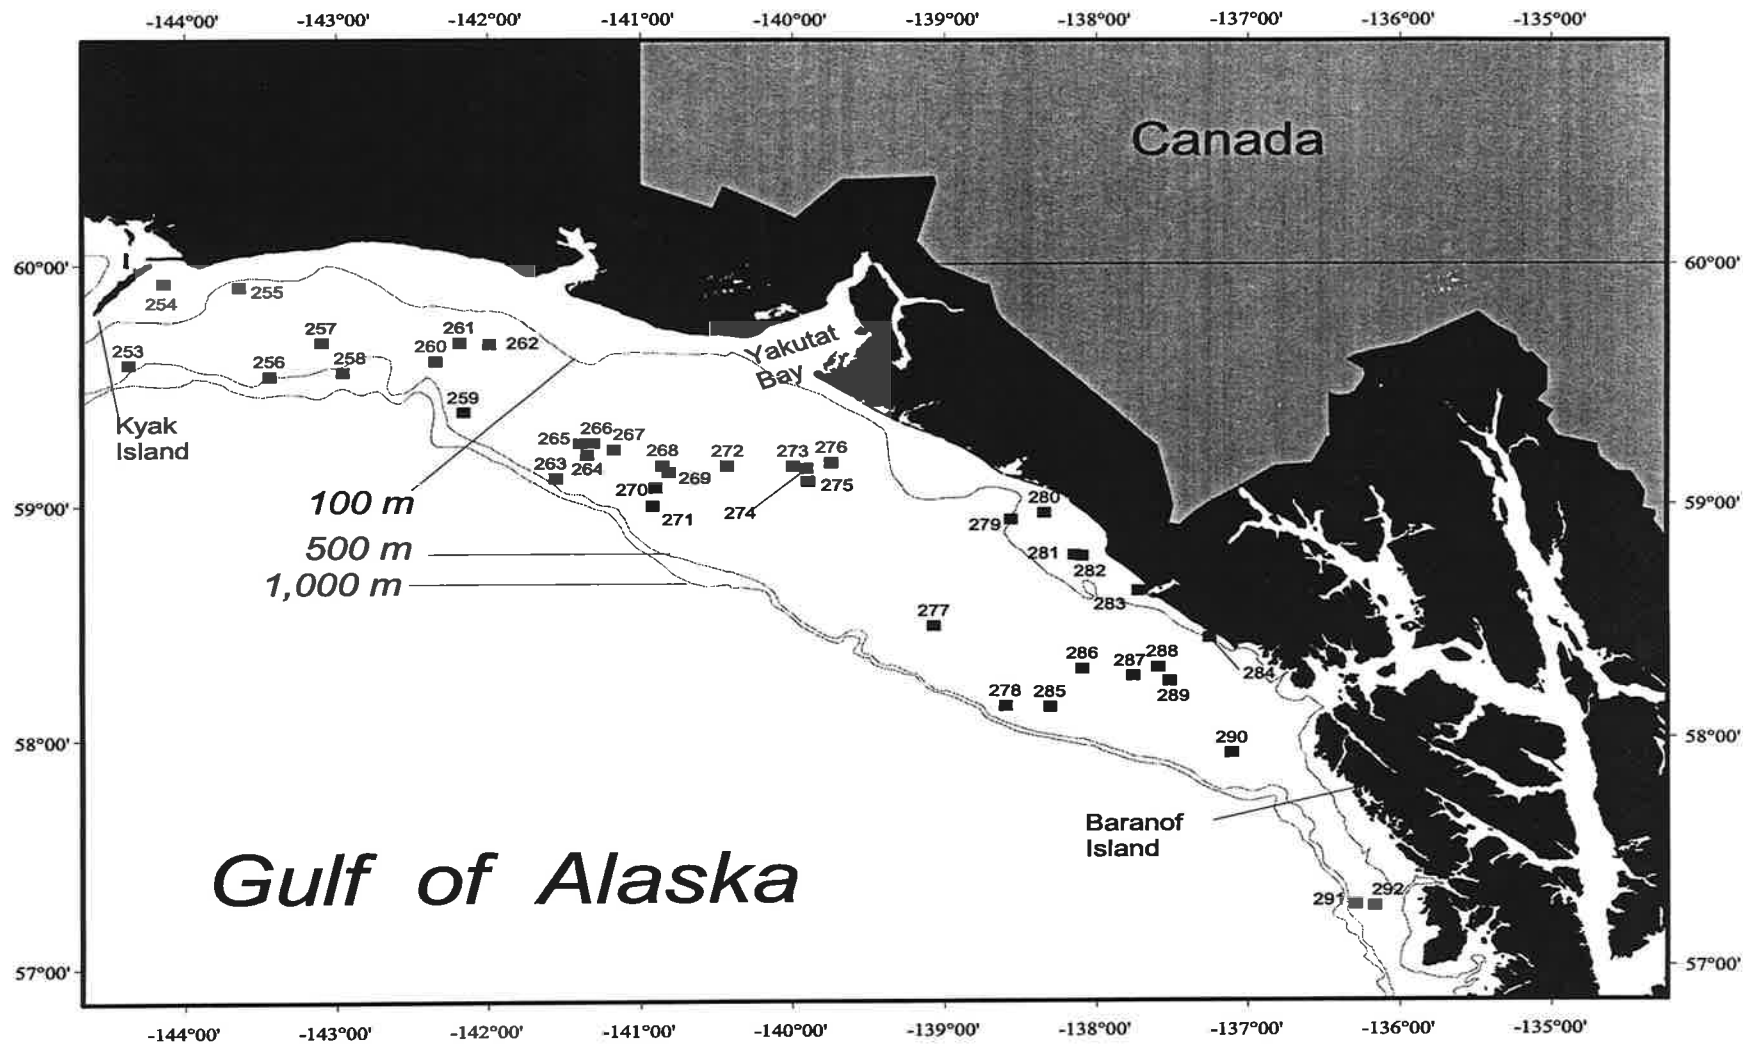 -144°00' -143°00' -142°00' -141°00' -140°00' -139°00' -138°00' -137°00' -136°00' -135°00'
Canada
60°00' 60°00'
254 255
257 261 262
253 256 258 260
Yakutat
Bay
259
Kyak
Island
265 266 267 268 272 273 276
263 264 269
270 275
100 m 271 274
59°00' 59°00'
279 280
500 m
281 282
1,000 m
283
277
284
286 287 288
278 285 289
58°00' 58°00'
290
Baranof
Island
Gulf of Alaska
291 292
57°00' 57°00'
-144°00' -143°00' -142°00' -141°00' -140°00' -139°00' -138°00' -137°00' -136°00' -135°00'